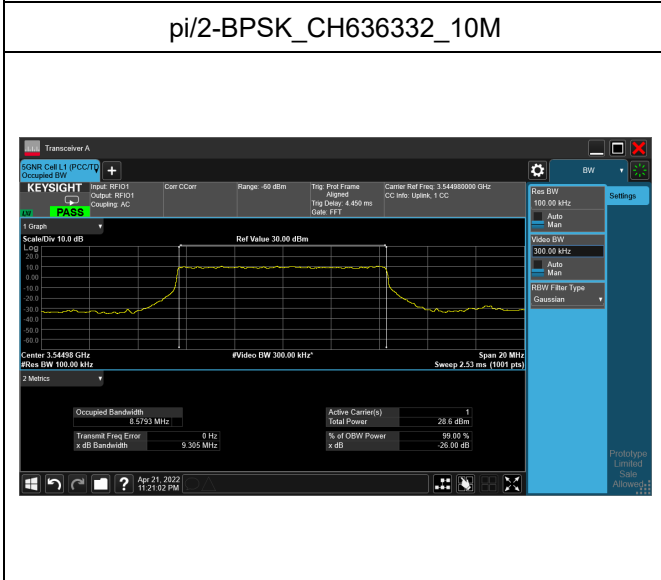 pi/2-BPSK_CH636332_10M
Transceiver A
5GNR Cell L1 (PCC/TD
Occupied BW
BW
KEYSIGHT
LXI
PASS
Input: RFIO1
Output: RFIO1
Coupling: AC
Corr CCorr
Range: -60 dBm
Trig: Prot Frame
Aligned
Trig Delay: 4.450 ms
Gate: FFT
Carrier Ref Freq: 3.544980000 GHz
CC Info: Uplink, 1 CC
Res BW
100.00 kHz
Auto
Man
Video BW
300.00 kHz
Auto
Man
RBW Filter Type
Gaussian
Settings
1 Graph
Scale/Div 10.0 dB
Ref Value 30.00 dBm
Log
20.0
10.0
0.00
-10.0
-20.0
-30.0
-40.0
-50.0
-60.0
Center 3.54498 GHz
#Video BW 300.00 kHz*
Span 20 MHz
#Res BW 100.00 kHz
Sweep 2.53 ms (1001 pts)
2 Metrics
Occupied Bandwidth
8.5793 MHz
Active Carrier(s) 1
Total Power 28.6 dBm
Transmit Freq Error 0 Hz
x dB Bandwidth 9.305 MHz
% of OBW Power 99.00 %
x dB -26.00 dB
Apr 21, 2022
11:21:02 PM
Prototype
Limited
Sale
Allowed